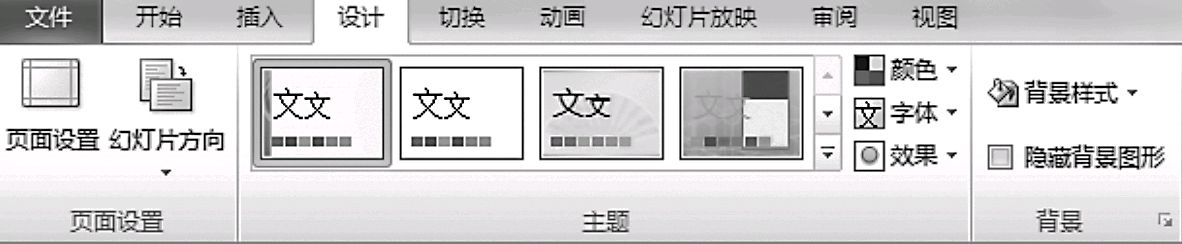 文件 开始 插入 设计 切换 动画 幻灯片放映 审阅 视图
文文 文文 文文 文文
颜色
字体
效果
背景样式
隐藏背景图形
页面设置 幻灯片方向
页面设置 主题 背景